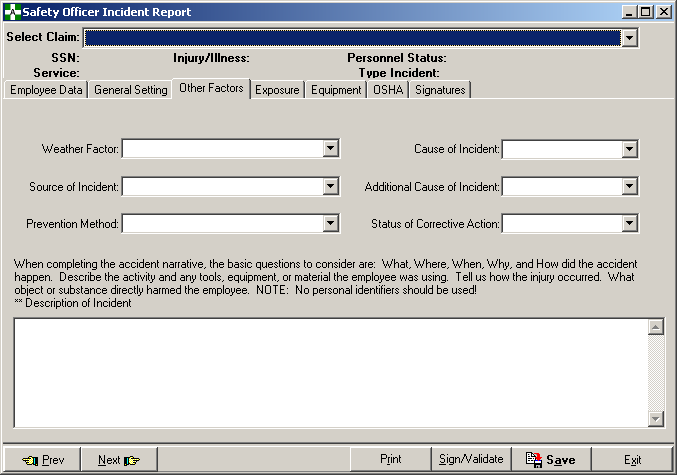 Safety Officer Incident Report
Select Claim:
SSN: Injury/Illness: Personnel Status:
Service: Type Incident:
Employee Data General Setting Other Factors Exposure Equipment OSHA Signatures
Weather Factor: Cause of Incident:
Source of Incident: Additional Cause of Incident:
Prevention Method: Status of Corrective Action:
When completing the accident narrative, the basic questions to consider are: What, Where, When, Why, and How did the accident
happen. Describe the activity and any tools, equipment, or material the employee was using. Tell us how the injury occurred. What
object or substance directly harmed the employee. NOTE: No personal identifiers should be used!
** Description of Incident
Prev Next Print Sign/Validate Save Exit